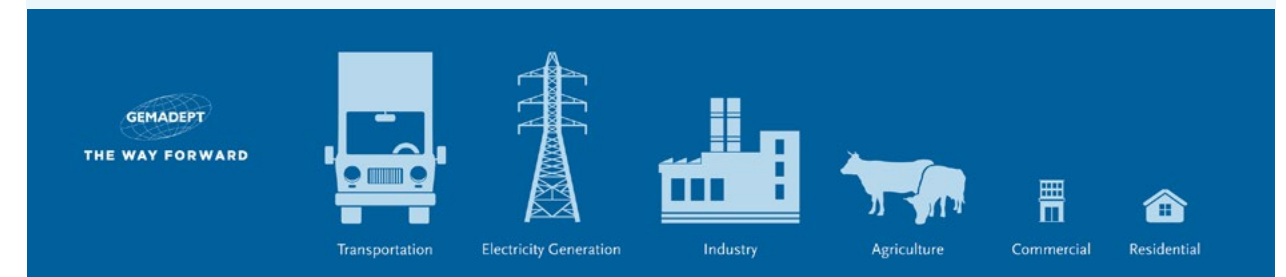 GEMADEPT
THE WAY FORWARD
Transportation
Electricity Generation
Industry
Agriculture
Commercial
Residential